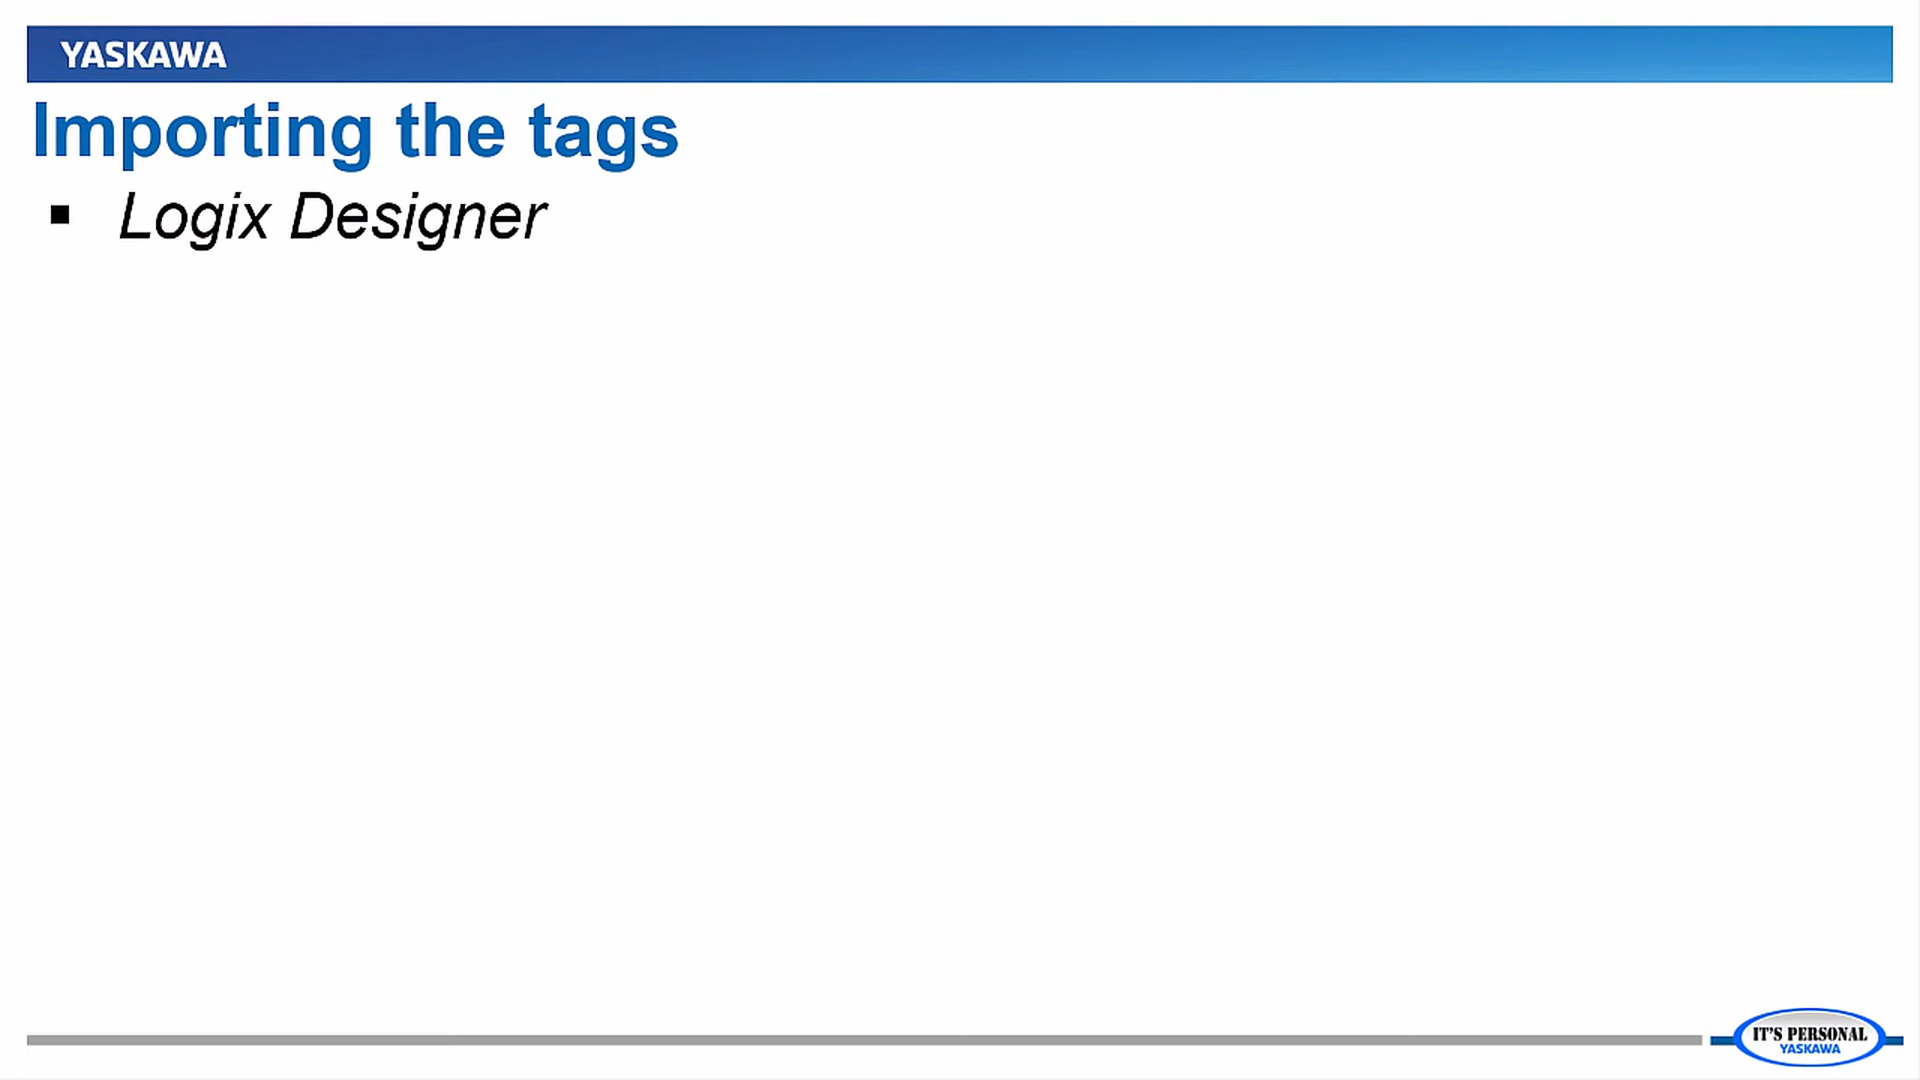 YASKAWA
Importing the tags
▪ Logix Designer
IT'S PERSONAL
YASKAWA